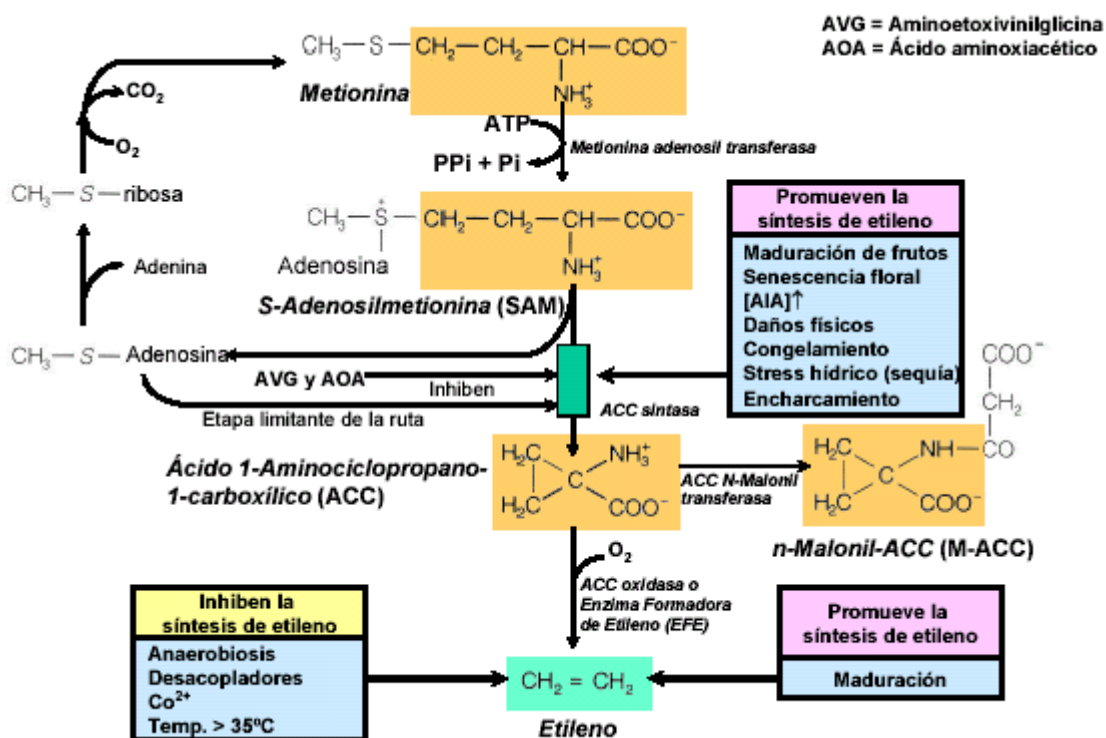 AVG = Aminoetoxivinilglicina
AOA = Ácido aminoxiacético
CH₃—S—CH₂—CH₂—CH—COO⁻
NH₃⁺
Metionina
CO₂
O₂
ATP
PPi + Pi
Metionina adenosil transferasa
CH₃—S—ribosa
Adenina
CH₃—S⁺—CH₂—CH₂—CH—COO⁻
Adenosina
NH₃⁺
S-Adenosilmetionina (SAM)
Promueven la
síntesis de etileno
Maduración de frutos
Senescencia floral
[AIA]↑
Daños físicos
Congelamiento
Stress hídrico (sequía)
Encharcamiento
CH₃—S—Adenosina
AVG y AOA
Inhiben
Etapa limitante de la ruta
ACC sintasa
Ácido 1-Aminociclopropano-
1-carboxílico (ACC)
H₂C
H₂C
C
NH₃⁺
COO⁻
ACC N-Malonil
transferasa
COO⁻
CH₂
H₂C
H₂C
C
NH—CO
COO⁻
n-Malonil-ACC (M-ACC)
O₂
ACC oxidasa o
Enzima Formadora
de Etileno (EFE)
Inhiben la
síntesis de etileno
Anaerobiosis
Desacopladores
Co²⁺
Temp. > 35ºC
CH₂ = CH₂
Etileno
Promueve la
síntesis de etileno
Maduración